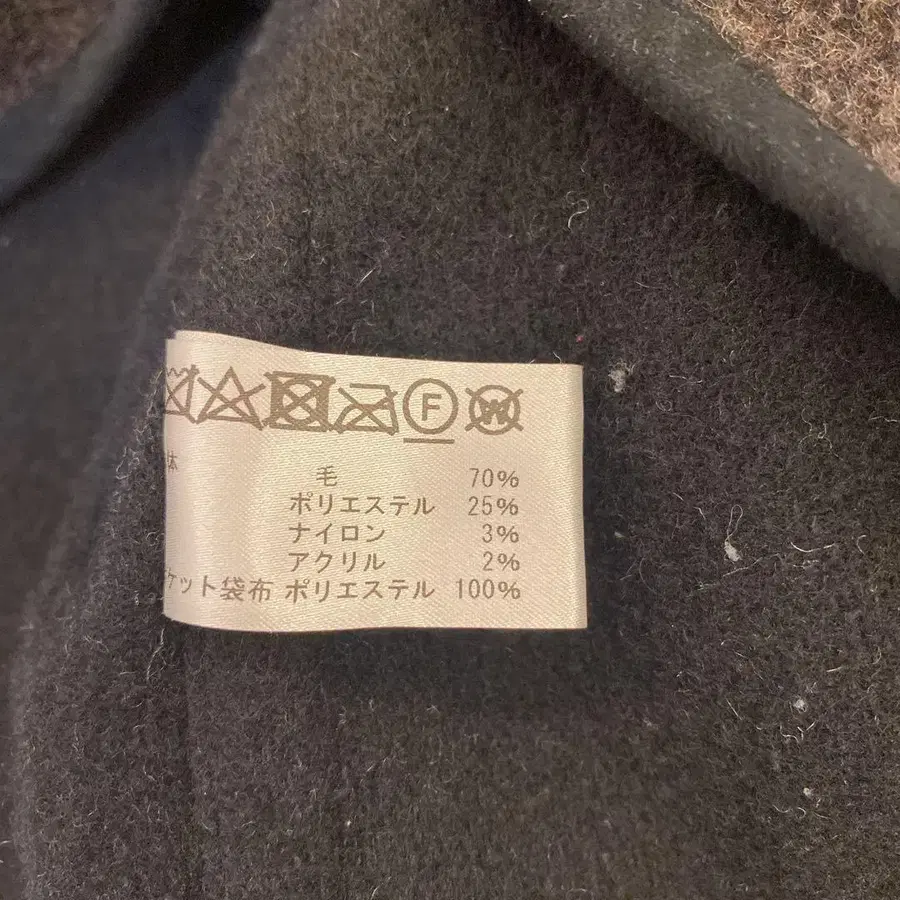 F W
体
毛 70%
ポリエステル 25%
ナイロン 3%
アクリル 2%
ケット袋布 ポリエステル 100%